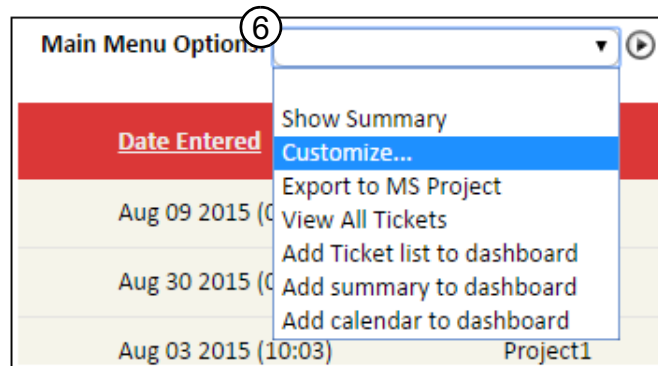 6
Main Menu Options:
Show Summary
Date Entered
Customize...
Export to MS Project
Aug 09 2015 (0
View All Tickets
Add Ticket list to dashboard
Aug 30 2015 (0
Add summary to dashboard
Add calendar to dashboard
Aug 03 2015 (10:03) Project1